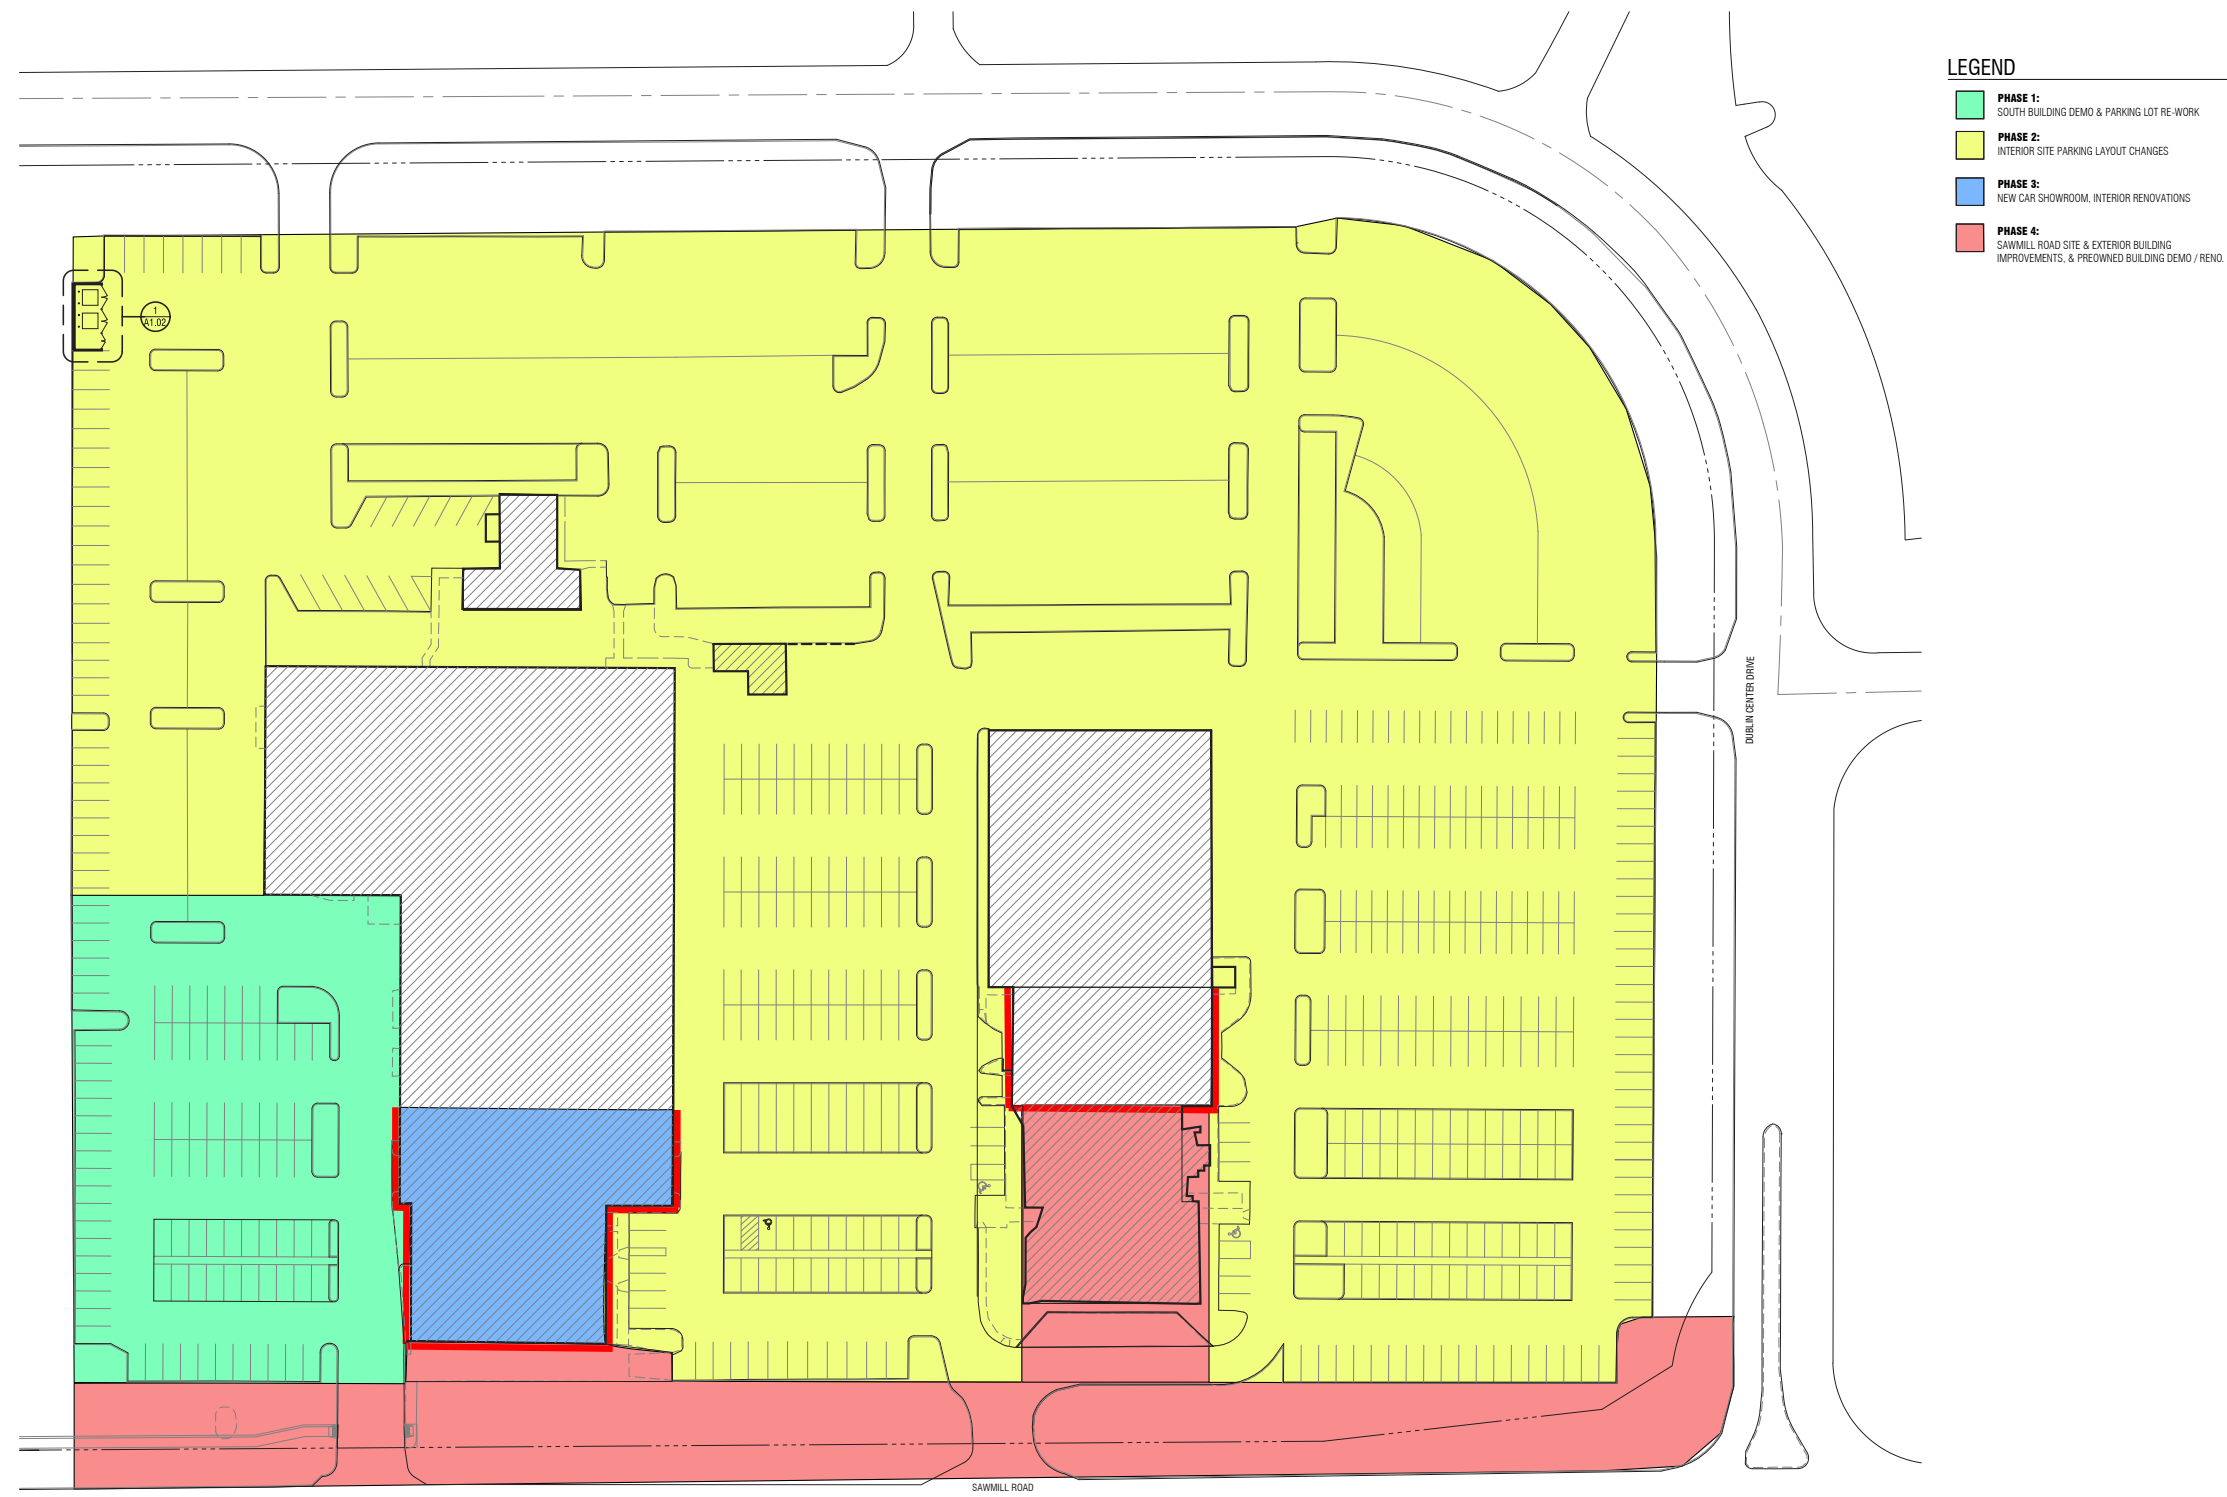 LEGEND
PHASE 1:
SOUTH BUILDING DEMO & PARKING LOT RE-WORK
PHASE 2:
INTERIOR SITE PARKING LAYOUT CHANGES
PHASE 3:
NEW CAR SHOWROOM, INTERIOR RENOVATIONS
PHASE 4:
SAWMILL ROAD SITE & EXTERIOR BUILDING
IMPROVEMENTS, & PREOWNED BUILDING DEMO / RENO.
1
A1.02
DUBLIN CENTER DRIVE
SAWMILL ROAD